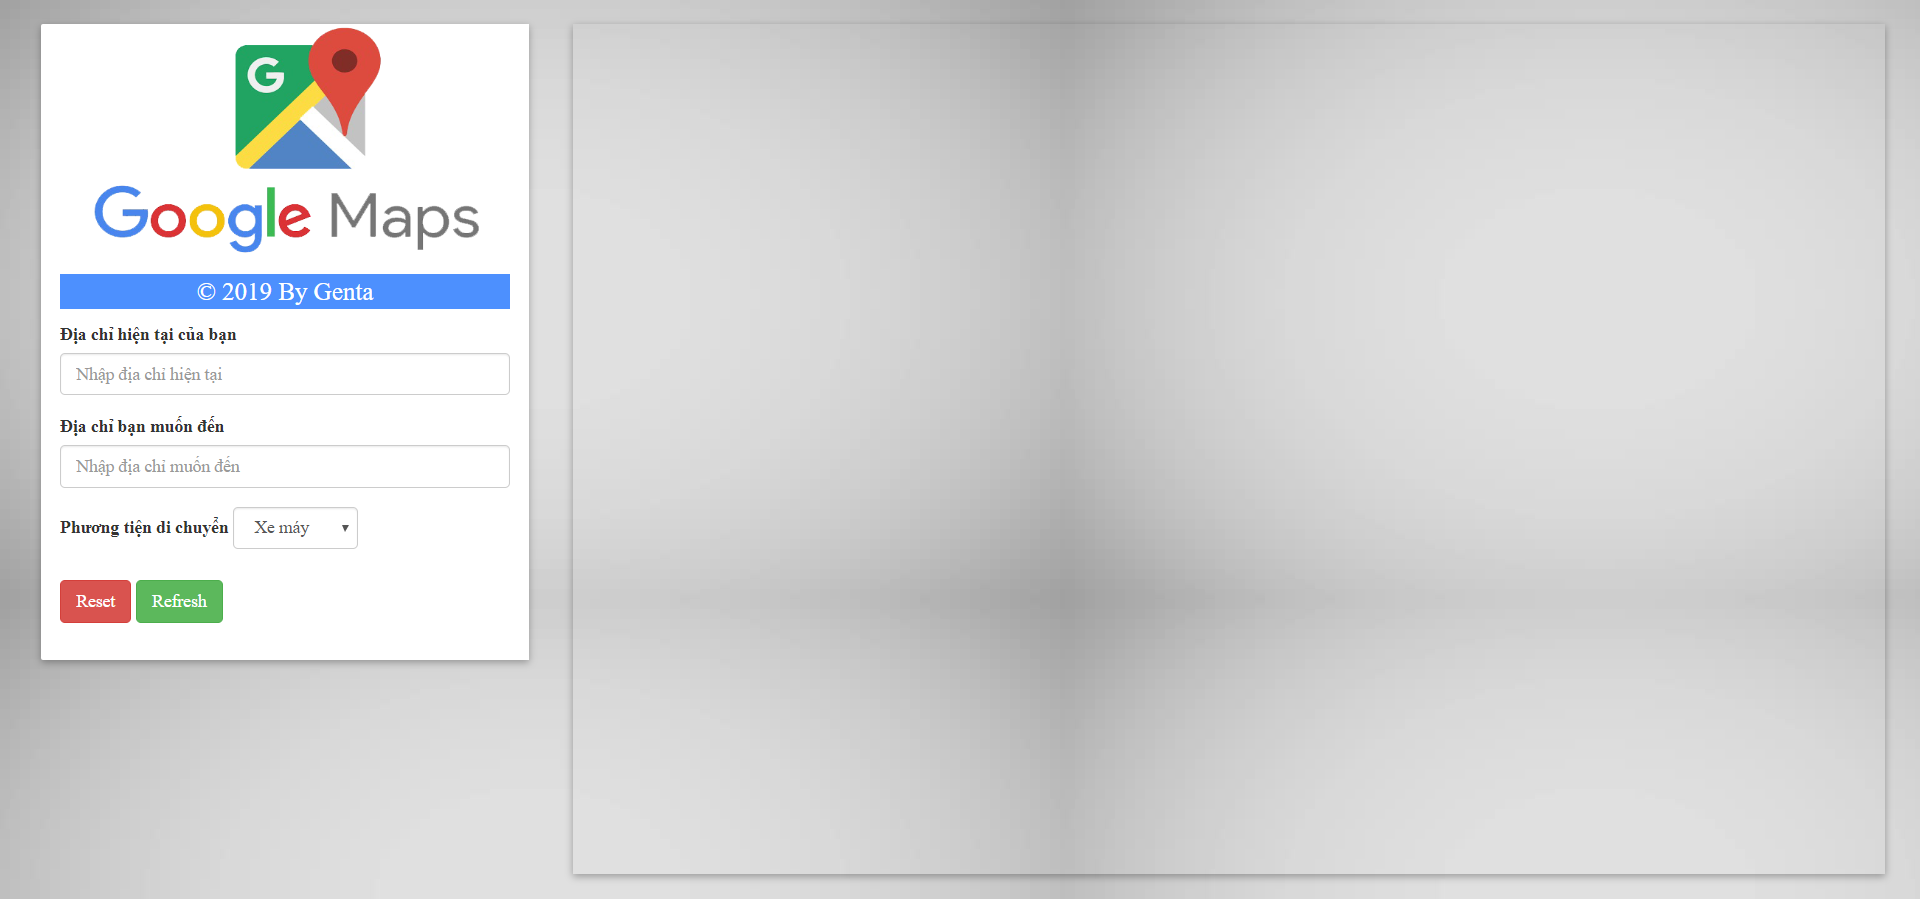 G
Google Maps
© 2019 By Genta
Địa chỉ hiện tại của bạn
Nhập địa chỉ hiện tại
Địa chỉ bạn muốn đến
Nhập địa chỉ muốn đến
Phương tiện di chuyển Xe máy
Reset Refresh